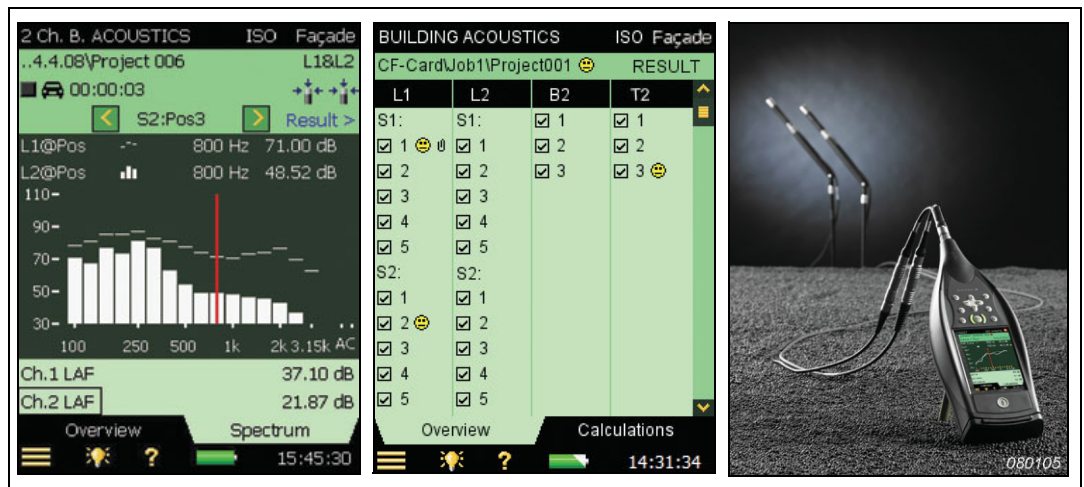 2 Ch. B. ACOUSTICS ISO Façade
..4.4.08\Project 006 L1&L2
00:00:03
< S2:Pos3 > Result >
L1@Pos 800 Hz 71.00 dB
L2@Pos 800 Hz 48.52 dB
110
90
70
50
30
100 250 500 1k 2k 3.15k AC
Ch.1 LAF 37.10 dB
Ch.2 LAF 21.87 dB
Overview Spectrum
? 15:45:30
BUILDING ACOUSTICS ISO Façade
CF-Card\Job1\Project001 RESULT
L1 L2 B2 T2
S1: S1: 1 1
1 1 2 2
2 2 3 3
3 3
4 4
5 5
S2: S2:
1 1
2 2
3 3
4 4
5 5
Overview Calculations
? 14:31:34
080105